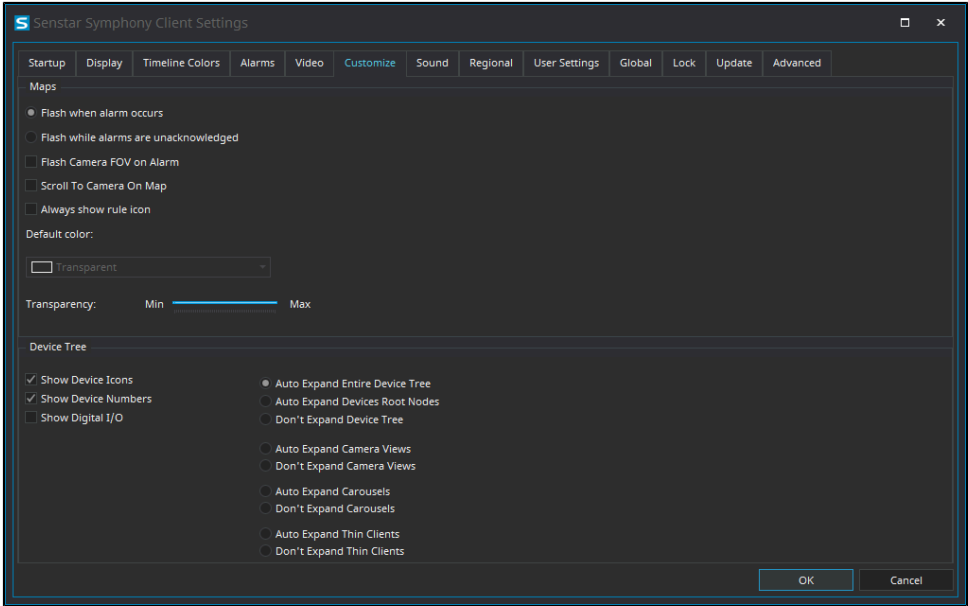 S Senstar Symphony Client Settings
Startup Display Timeline Colors Alarms Video Customize Sound Regional User Settings Global Lock Update Advanced
Maps
Flash when alarm occurs
Flash while alarms are unacknowledged
Flash Camera FOV on Alarm
Scroll To Camera On Map
Always show rule icon
Default color:
Transparent
Transparency: Min Max
Device Tree
Show Device Icons
Show Device Numbers
Show Digital I/O
Auto Expand Entire Device Tree
Auto Expand Devices Root Nodes
Don't Expand Device Tree
Auto Expand Camera Views
Don't Expand Camera Views
Auto Expand Carousels
Don't Expand Carousels
Auto Expand Thin Clients
Don't Expand Thin Clients
OK Cancel